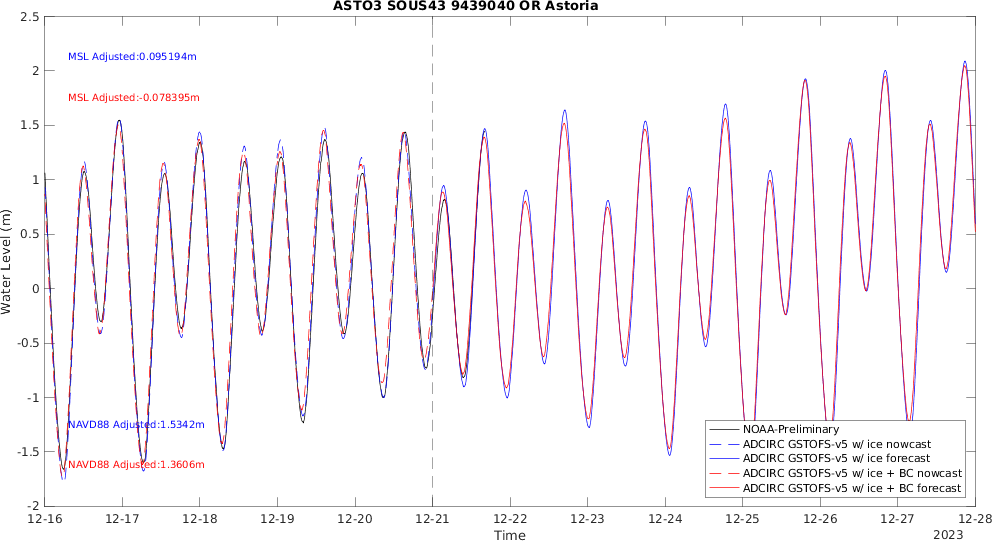 ASTO3 SOUS43 9439040 OR Astoria
2.5
2
1.5
1
0.5
0
-0.5
-1
-1.5
-2
Water Level (m)
MSL Adjusted:0.095194m
MSL Adjusted:-0.078395m
NAVD88 Adjusted:1.5342m
NAVD88 Adjusted:1.3606m
NOAA-Preliminary
ADCIRC GSTOFS-v5 w/ ice nowcast
ADCIRC GSTOFS-v5 w/ ice forecast
ADCIRC GSTOFS-v5 w/ ice + BC nowcast
ADCIRC GSTOFS-v5 w/ ice + BC forecast
12-16 12-17 12-18 12-19 12-20 12-21 12-22 12-23 12-24 12-25 12-26 12-27 12-28
Time
2023